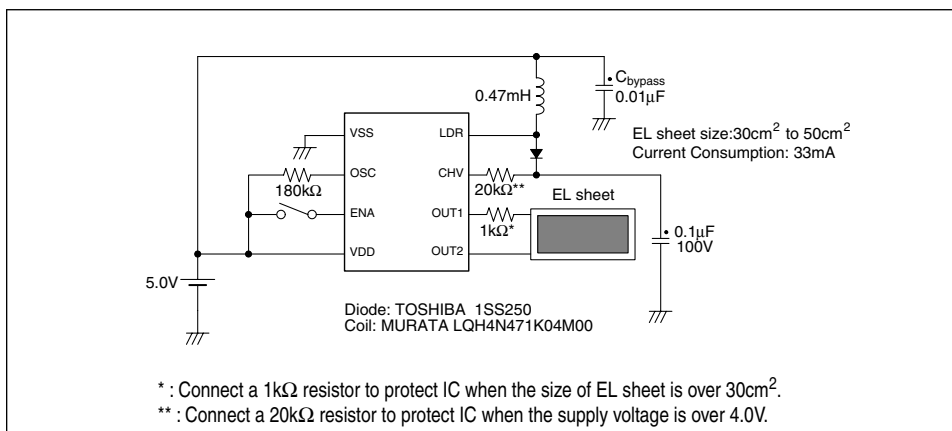 Cbypass
0.01μF
0.47mH
EL sheet size:30cm2 to 50cm2
Current Consumption: 33mA
VSS
LDR
OSC
CHV
180kΩ
20kΩ**
EL sheet
ENA
OUT1
1kΩ*
0.1μF
100V
VDD
OUT2
5.0V
Diode: TOSHIBA 1SS250
Coil: MURATA LQH4N471K04M00
* : Connect a 1kΩ resistor to protect IC when the size of EL sheet is over 30cm2.
** : Connect a 20kΩ resistor to protect IC when the supply voltage is over 4.0V.